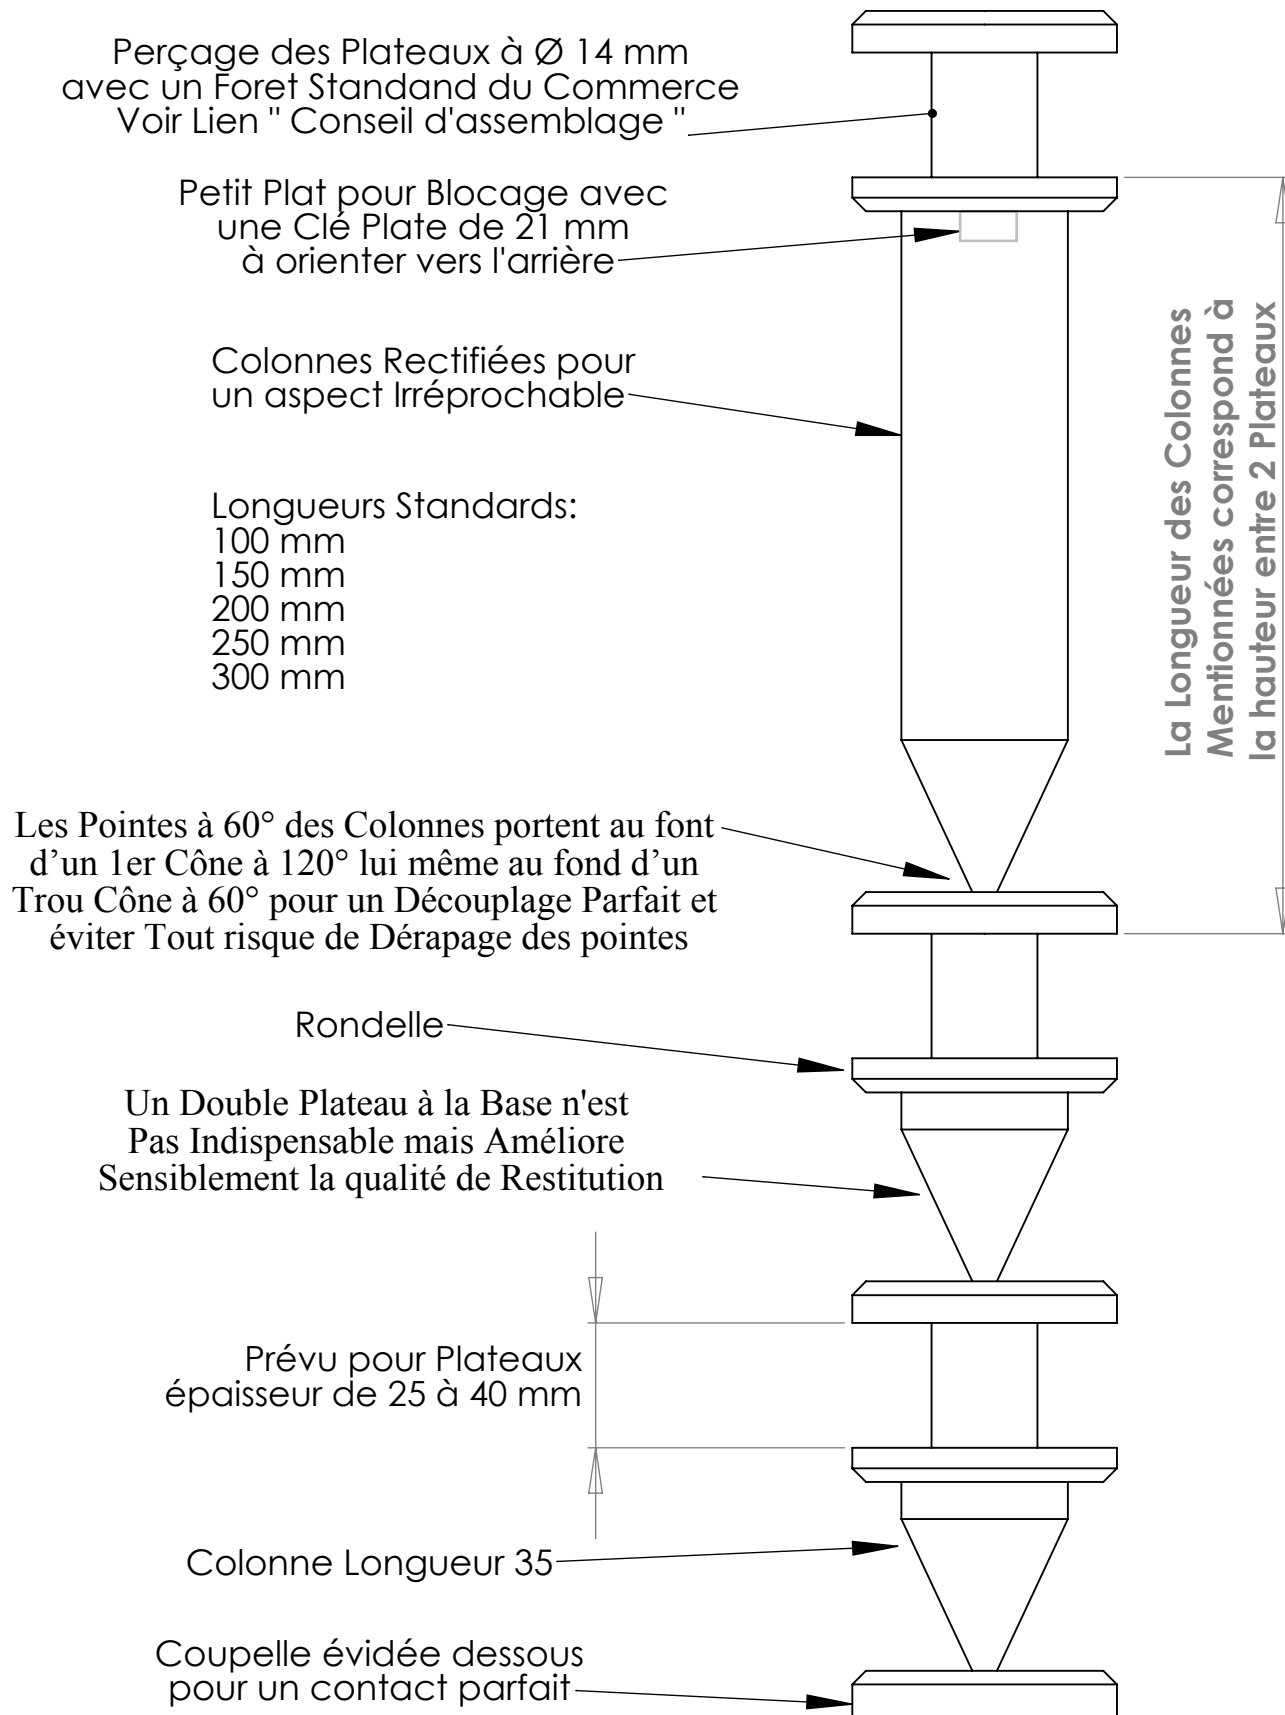 Perçage des Plateaux à Ø 14 mm
avec un Foret Standand du Commerce
Voir Lien " Conseil d'assemblage "
Petit Plat pour Blocage avec
une Clé Plate de 21 mm
à orienter vers l'arrière
Colonnes Rectifiées pour
un aspect Irréprochable
Longueurs Standards:
100 mm
150 mm
200 mm
250 mm
300 mm
La Longueur des Colonnes
Mentionnées correspond à
la hauteur entre 2 Plateaux
Les Pointes à 60° des Colonnes portent au font
d’un 1er Cône à 120° lui même au fond d’un
Trou Cône à 60° pour un Découplage Parfait et
éviter Tout risque de Dérapage des pointes
Rondelle
Un Double Plateau à la Base n'est
Pas Indispensable mais Améliore
Sensiblement la qualité de Restitution
Prévu pour Plateaux
épaisseur de 25 à 40 mm
Colonne Longueur 35
Coupelle évidée dessous
pour un contact parfait